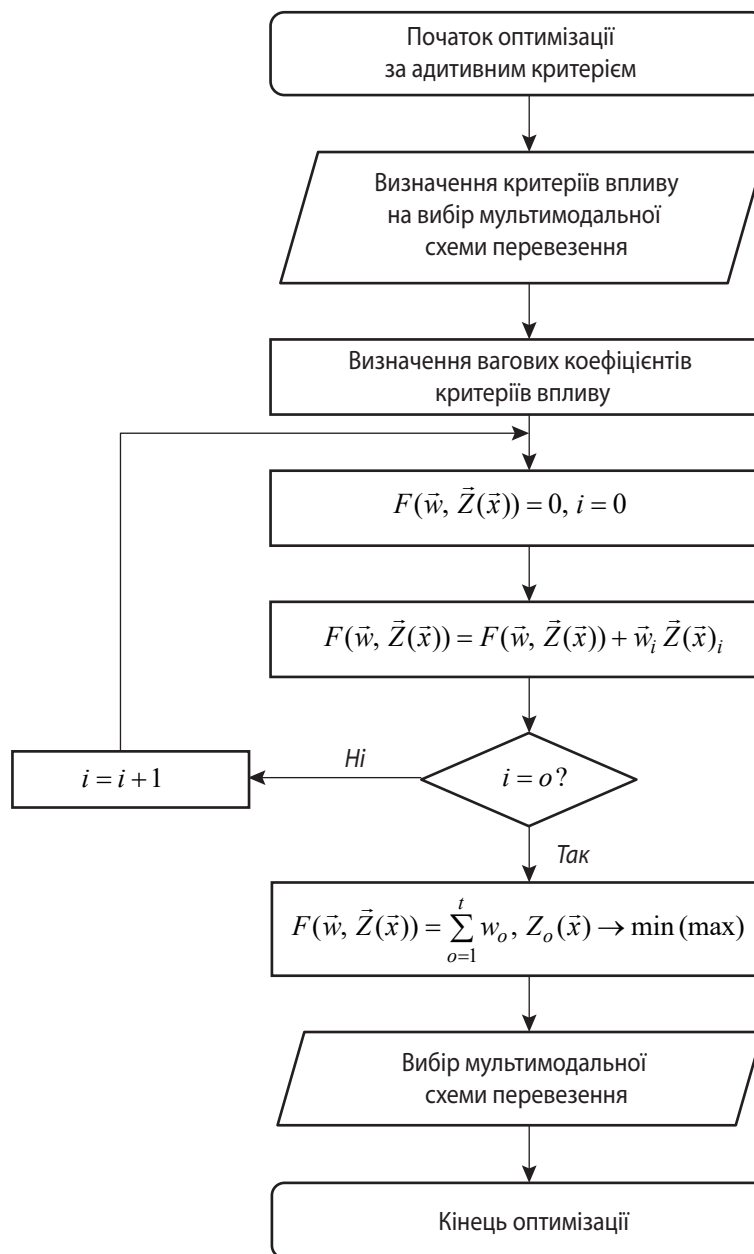 Початок оптимізації
за адитивним критерієм
Визначення критеріїв впливу
на вибір мультимодальної
схеми перевезення
Визначення вагових коефіцієнтів
критеріїв впливу
F(w⃗, Z⃗(x⃗)) = 0, i = 0
F(w⃗, Z⃗(x⃗)) = F(w⃗, Z⃗(x⃗)) + w⃗ᵢ Z⃗(x⃗)ᵢ
Ні
i = i + 1
i = o?
Так
F(w⃗, Z⃗(x⃗)) = ∑_{o=1}^{t} w_o, Z_o(x⃗) → min (max)
Вибір мультимодальної
схеми перевезення
Кінець оптимізації